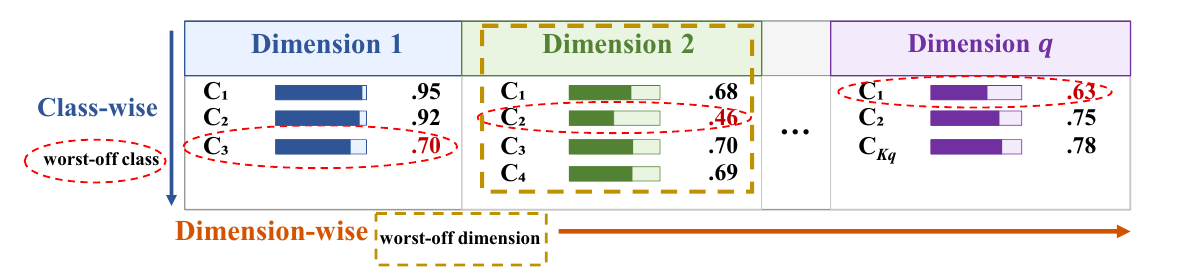 Dimension 1
Dimension 2
Dimension q
Class-wise
worst-off class
C₁ .95
C₂ .92
C₃ .70
C₁ .68
C₂ .46
C₃ .70
C₄ .69
...
C₁ .63
C₂ .75
C_Kq .78
Dimension-wise
worst-off dimension